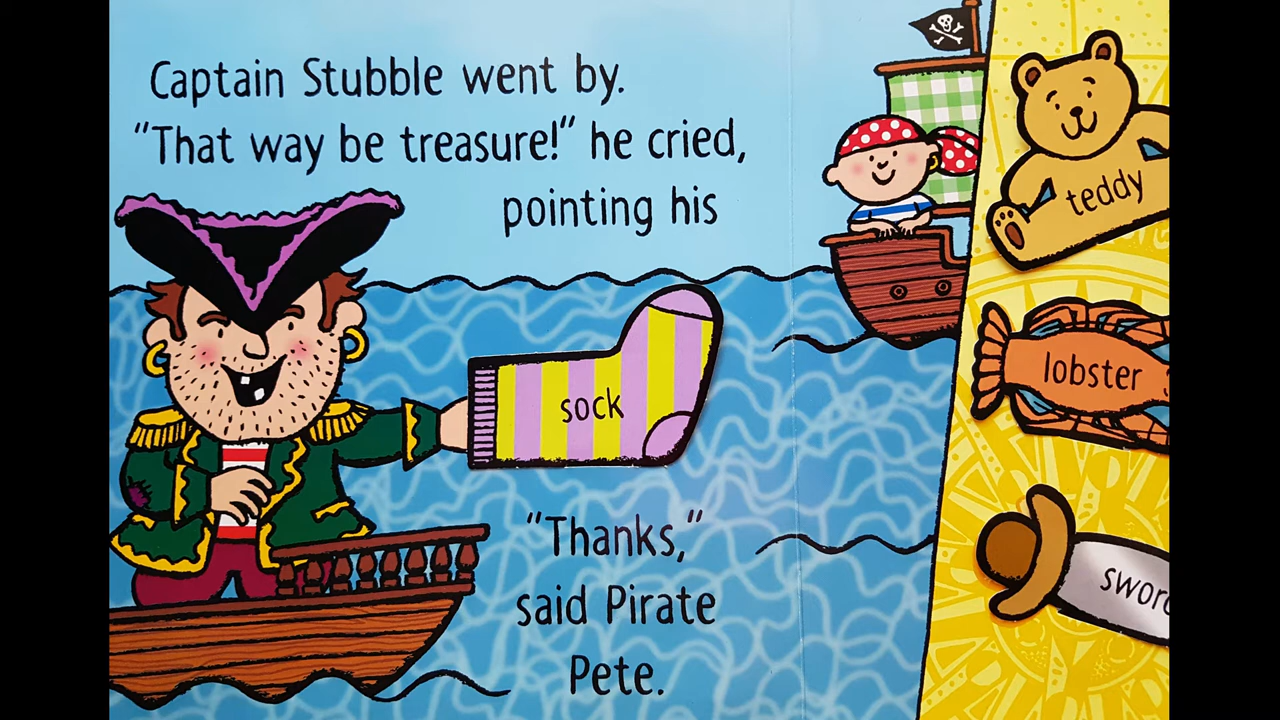 Captain Stubble went by.
"That way be treasure!" he cried,
pointing his
sock
"Thanks,"
said Pirate
Pete.
teddy
lobster
sword